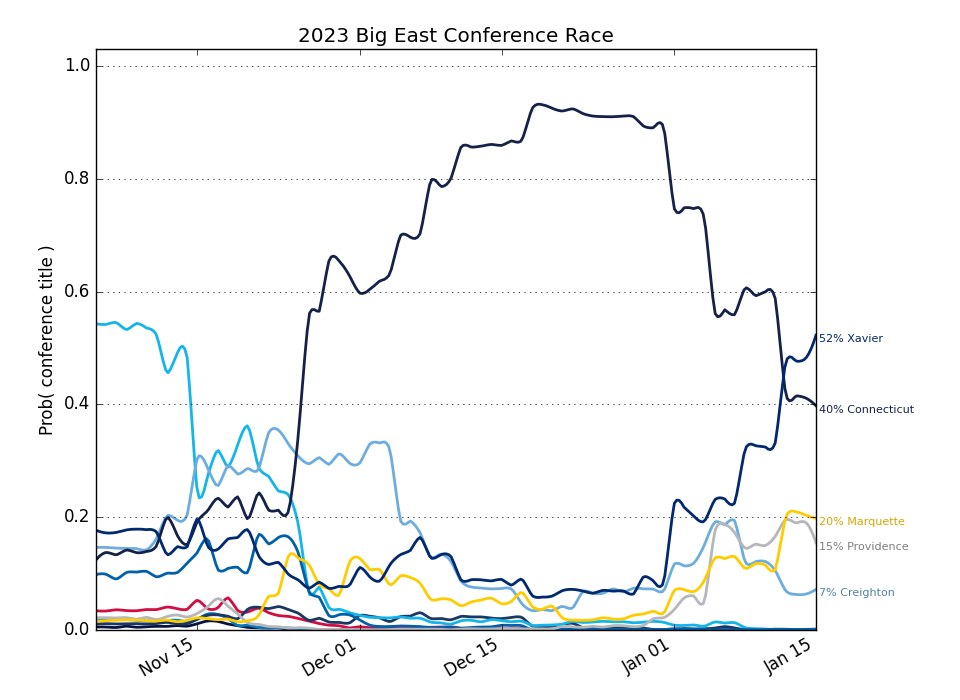 2023 Big East Conference Race
Prob( conference title )
1.0
0.8
0.6
0.4
0.2
0.0
52% Xavier
40% Connecticut
20% Marquette
15% Providence
7% Creighton
Nov 15
Dec 01
Dec 15
Jan 01
Jan 15